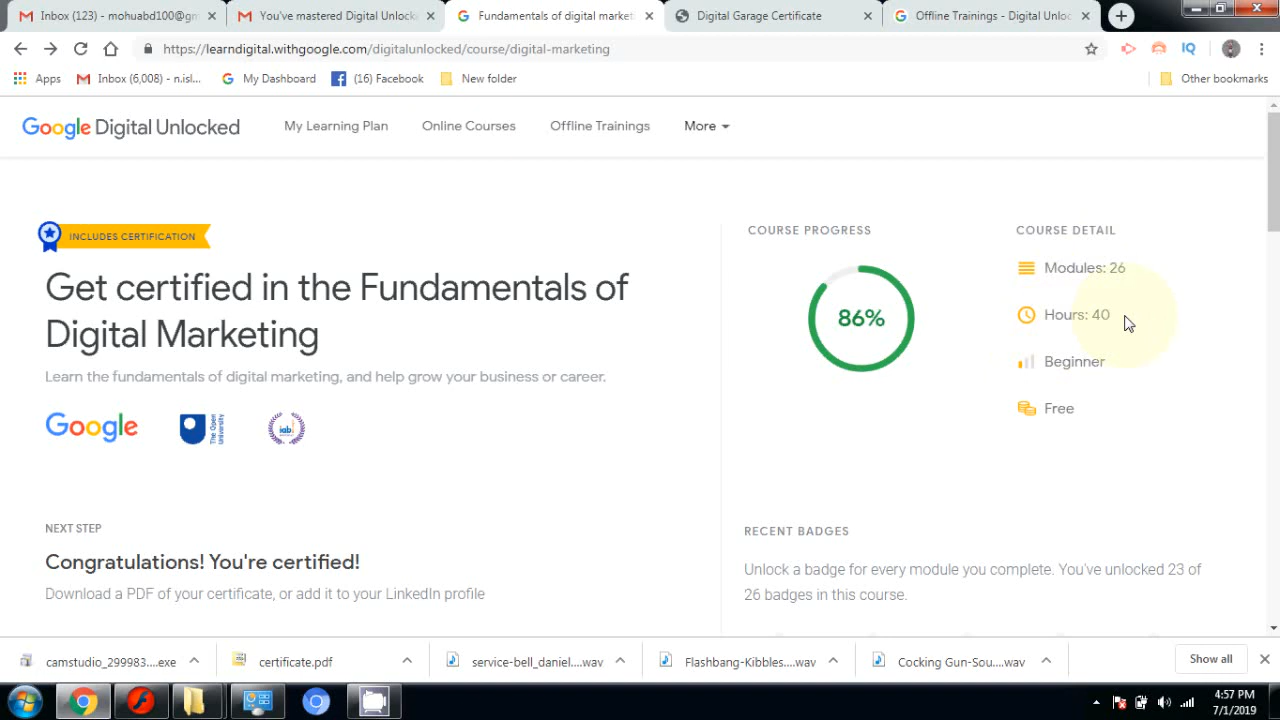 Inbox (123) - mohuabd100@gr
You've mastered Digital Unlock
Fundamentals of digital market
Digital Garage Certificate
Offline Trainings - Digital Unloc
https://learndigital.withgoogle.com/digitalunlocked/course/digital-marketing
Apps
Inbox (6,008) - n.isl...
My Dashboard
(16) Facebook
New folder
Other bookmarks
IQ
Google Digital Unlocked
My Learning Plan
Online Courses
Offline Trainings
More
INCLUDES CERTIFICATION
Get certified in the Fundamentals of
Digital Marketing
Learn the fundamentals of digital marketing, and help grow your business or career.
Google
The Open University
iab
COURSE PROGRESS
86%
COURSE DETAIL
Modules: 26
Hours: 40
Beginner
Free
NEXT STEP
Congratulations! You're certified!
Download a PDF of your certificate, or add it to your LinkedIn profile
RECENT BADGES
Unlock a badge for every module you complete. You've unlocked 23 of
26 badges in this course.
camstudio_299983....exe
certificate.pdf
service-bell_daniel....wav
Flashbang-Kibbles....wav
Cocking Gun-Sou....wav
Show all
4:57 PM
7/1/2019